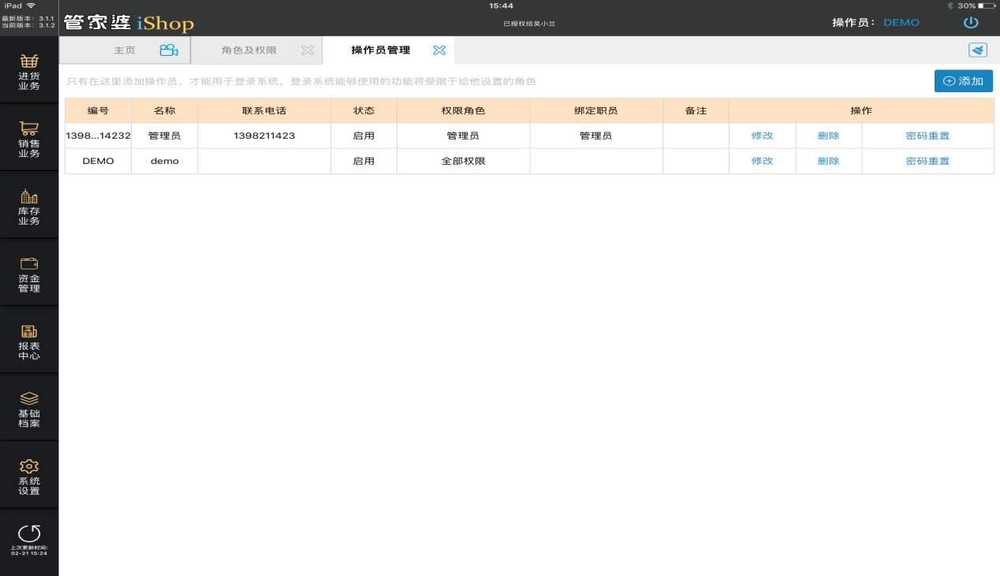 iPad 15:44 30%
最新版本: 3.1.1
当前版本: 3.1.2
管家婆 iShop
已授权给吴小兰
操作员: DEMO
主页 角色及权限 操作员管理
只有在这里添加操作员，才能用于登录系统，登录系统能够使用的功能将受限于给他设置的角色
添加
编号 名称 联系电话 状态 权限角色 绑定职员 备注 操作
1398...14232 管理员 1398211423 启用 管理员 管理员 修改 删除 密码重置
DEMO demo 启用 全部权限 修改 删除 密码重置
进货
业务
销售
业务
库存
业务
资金
管理
报表
中心
基础
档案
系统
设置
上次更新时间:
02-21 15:24